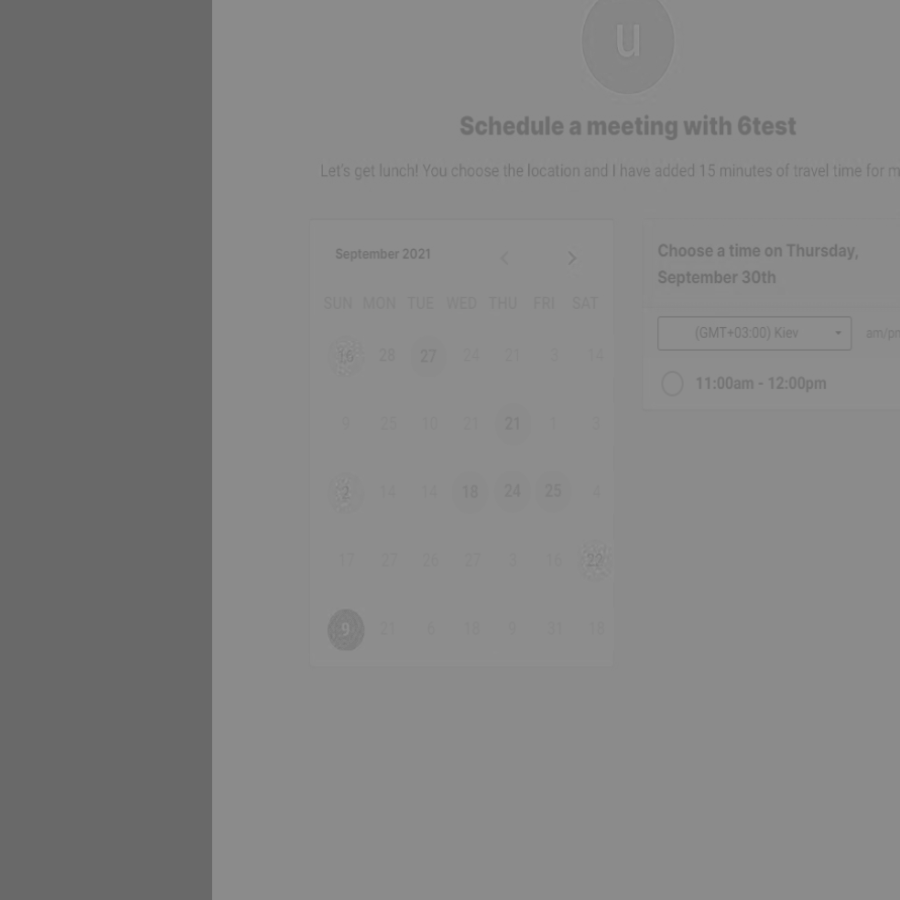 u
Schedule a meeting with 6test
Let's get lunch! You choose the location and I have added 15 minutes of travel time for m
September 2021
SUN MON TUE WED THU FRI SAT
16 28 27 24 21 3 14
9 25 10 21 21 1 3
2 14 14 18 24 25 4
17 27 26 27 8 16 22
9 21 6 18 9 31 18
Choose a time on Thursday,
September 30th
(GMT+03:00) Kiev
am/pm
11:00am - 12:00pm